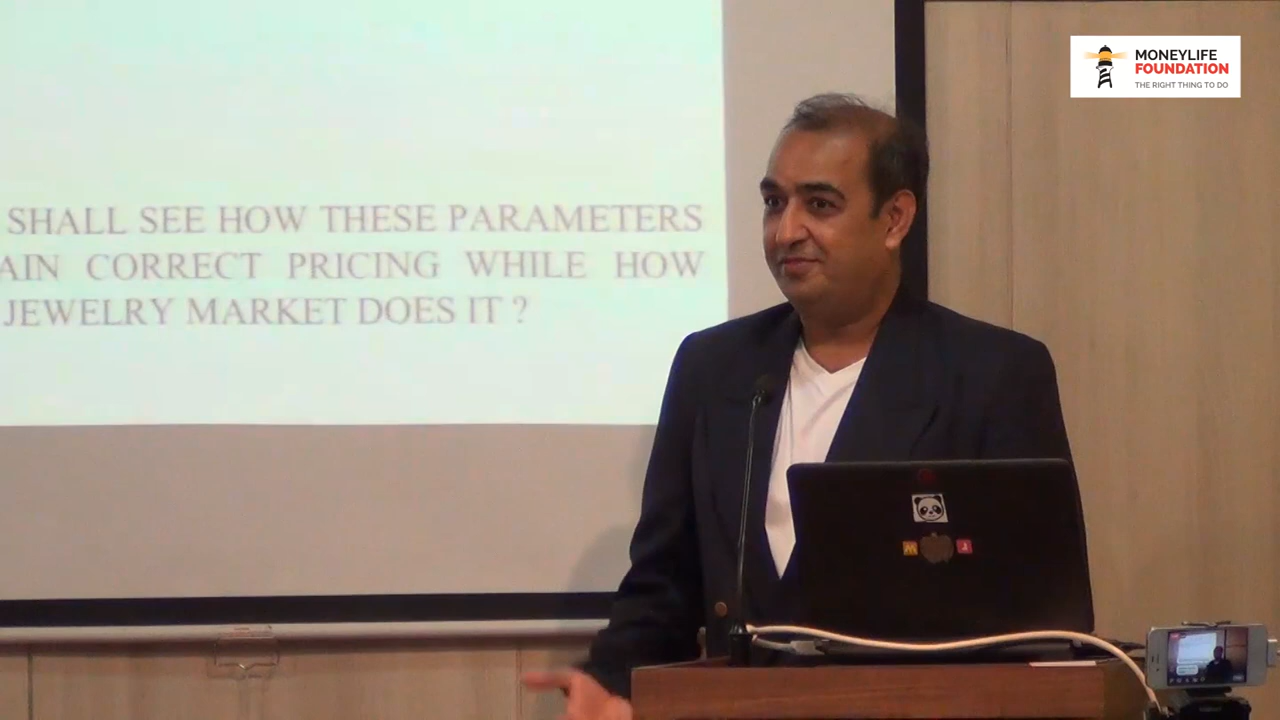 SHALL SEE HOW THESE PARAMETERS
AIN CORRECT PRICING WHILE HOW
JEWELRY MARKET DOES IT ?
MONEYLIFE
FOUNDATION
THE RIGHT THING TO DO